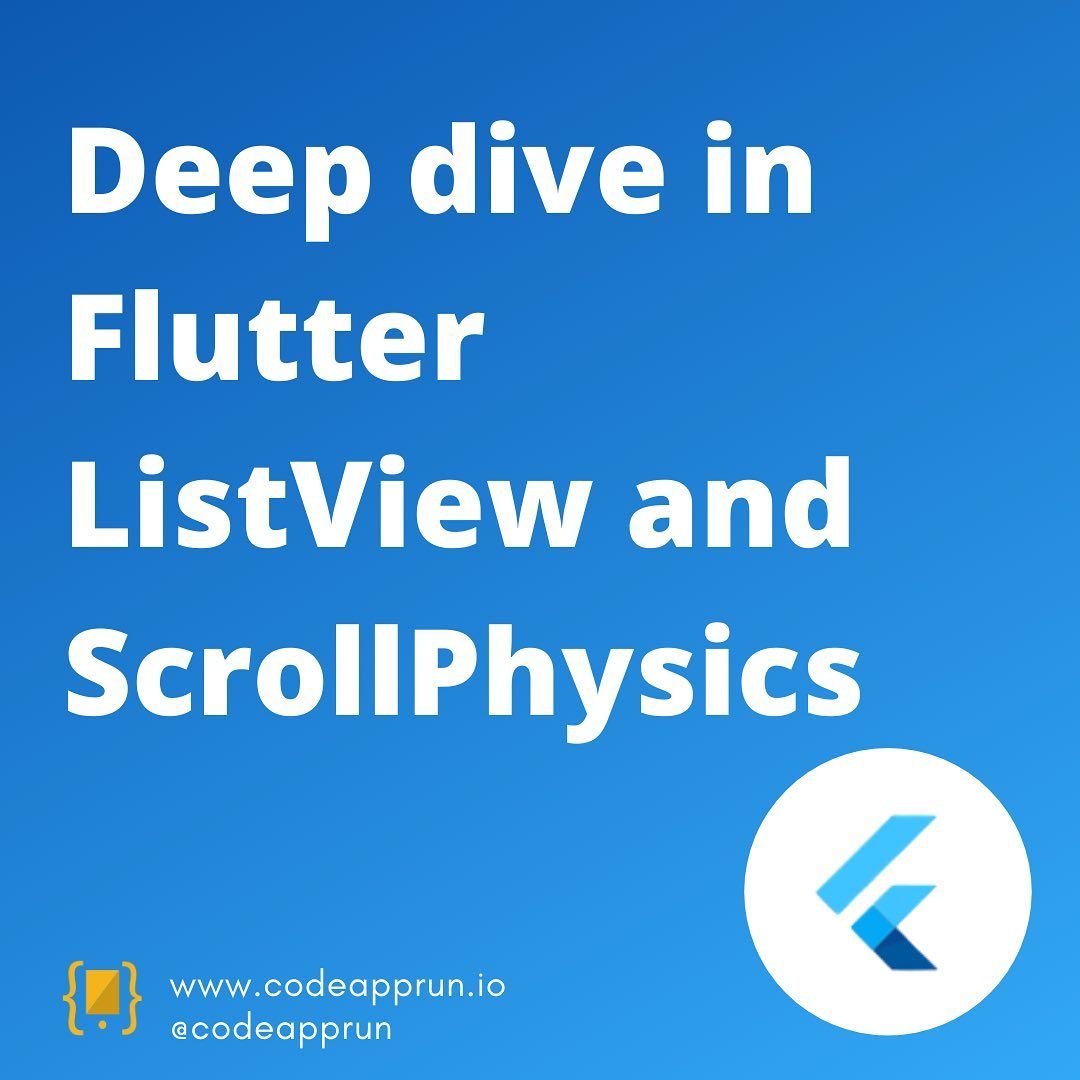 Deep dive in
Flutter
ListView and
ScrollPhysics
www.codeapprun.io
@codeapprun